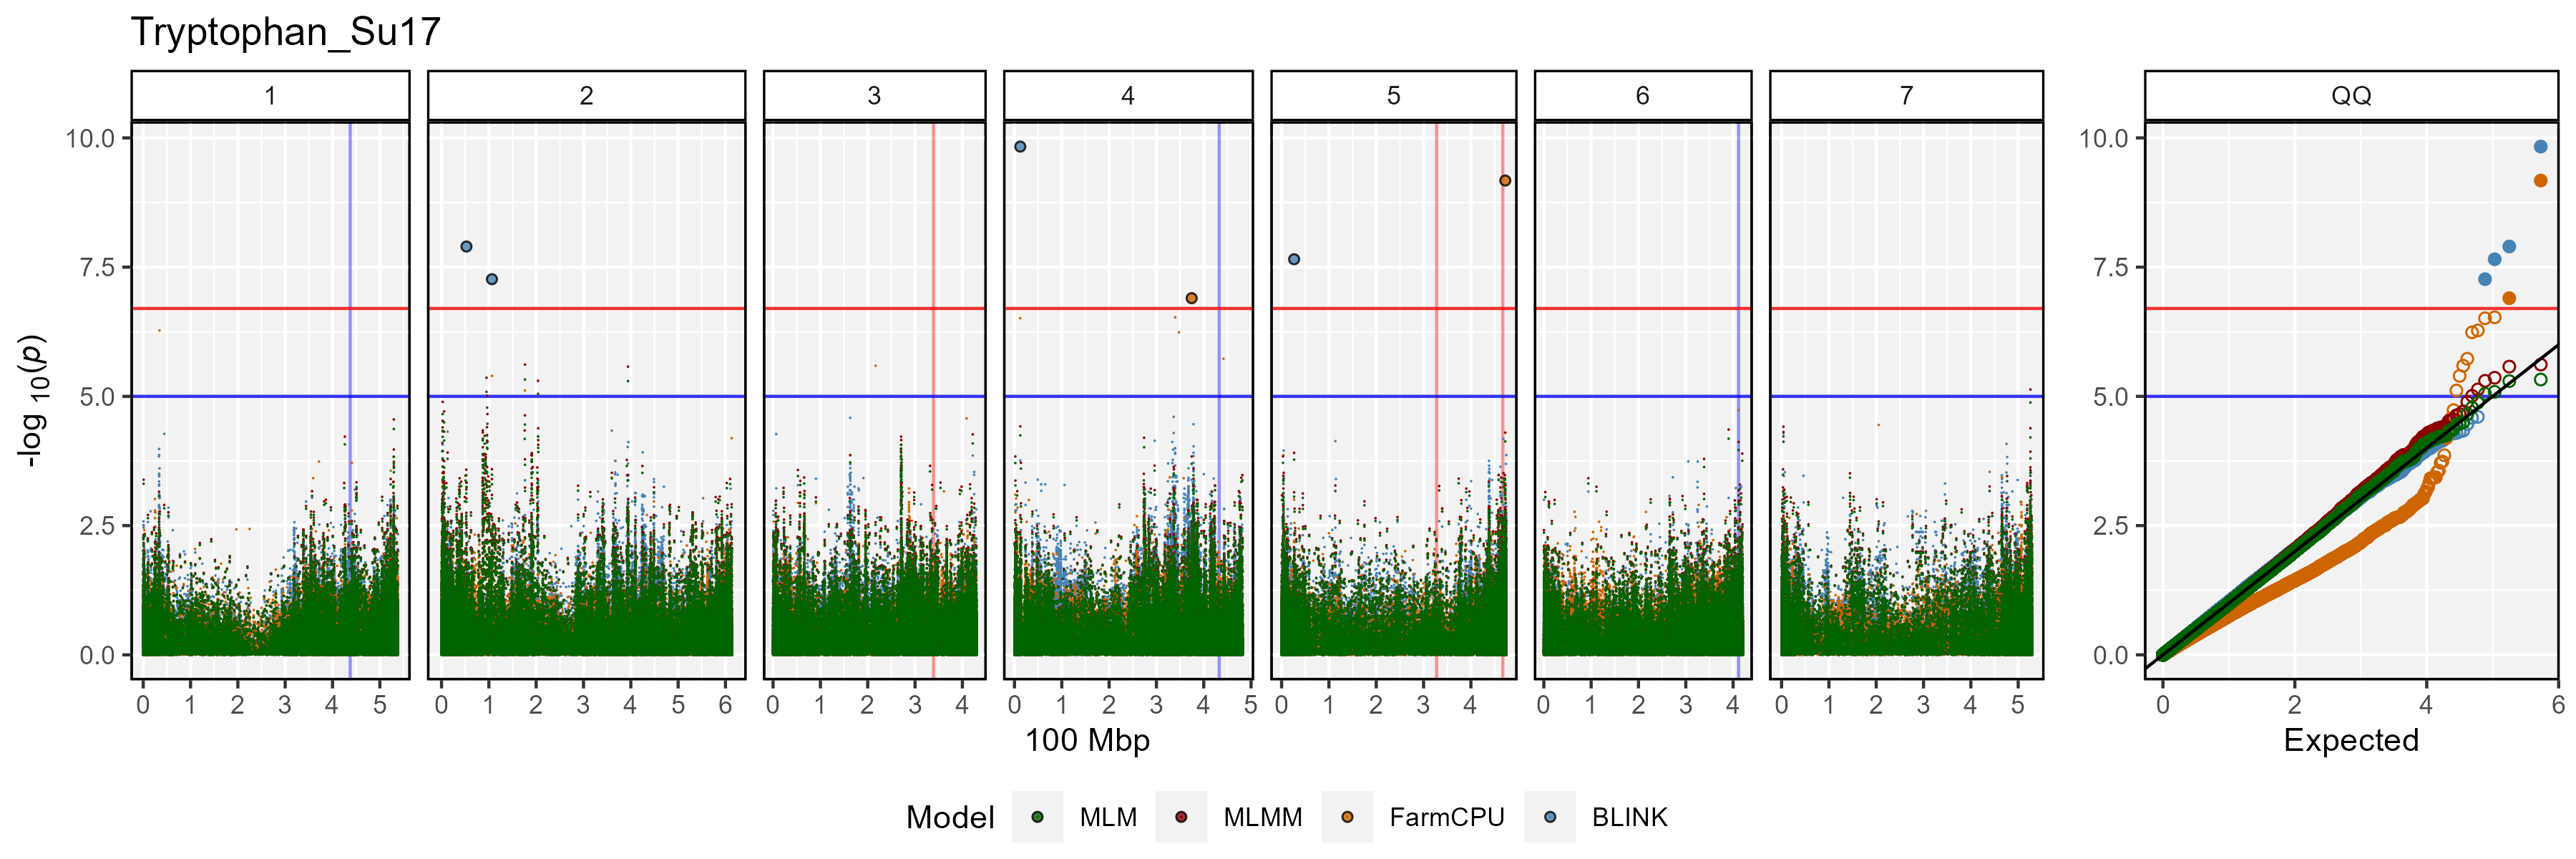 Tryptophan_Su17
1 2 3 4 5 6 7 QQ
10.0 10.0
7.5 7.5
-log 10(p)
5.0 5.0
2.5 2.5
0.0 0.0
0 1 2 3 4 5 0 1 2 3 4 5 6 0 1 2 3 4 0 1 2 3 4 5 0 1 2 3 4 0 1 2 3 4 0 1 2 3 4 5 0 2 4 6
100 Mbp Expected
Model MLM MLMM FarmCPU BLINK